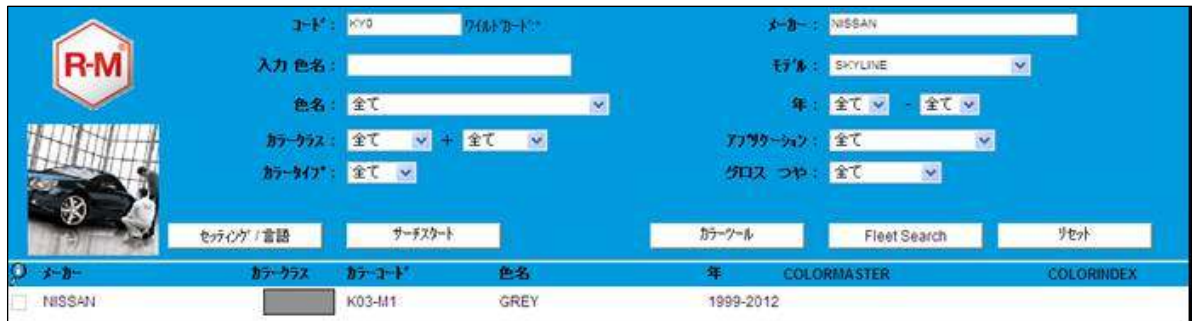 R-M
コード: KY0 ワイルドカード:* メーカー: NISSAN
入力 色名: モデル: SKYLINE
色名: 全て 年: 全て - 全て
カラークラス: 全て + 全て アプリケーション: 全て
カラータイプ: 全て グロス つや: 全て
セッティング/言語 サーチスタート カラーツール Fleet Search リセット
メーカー カラークラス カラーコード 色名 年 COLORMASTER COLORINDEX
NISSAN K03-M1 GREY 1999-2012